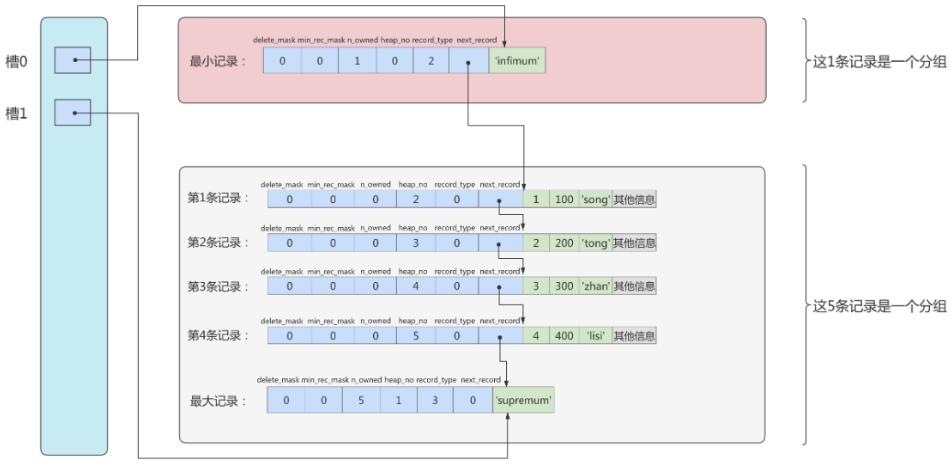 delete_mask min_rec_mask n_owned heap_no record_type next_record
槽0
最小记录： 0 0 1 0 2 'infimum'
这1条记录是一个分组
槽1
delete_mask min_rec_mask n_owned heap_no record_type next_record
第1条记录： 0 0 0 2 0 1 100 'song' 其他信息
delete_mask min_rec_mask n_owned heap_no record_type next_record
第2条记录： 0 0 0 3 0 2 200 'tong' 其他信息
delete_mask min_rec_mask n_owned heap_no record_type next_record
第3条记录： 0 0 0 4 0 3 300 'zhan' 其他信息
这5条记录是一个分组
delete_mask min_rec_mask n_owned heap_no record_type next_record
第4条记录： 0 0 0 5 0 4 400 'lisi' 其他信息
delete_mask min_rec_mask n_owned heap_no record_type next_record
最大记录： 0 0 5 1 3 0 'supremum'